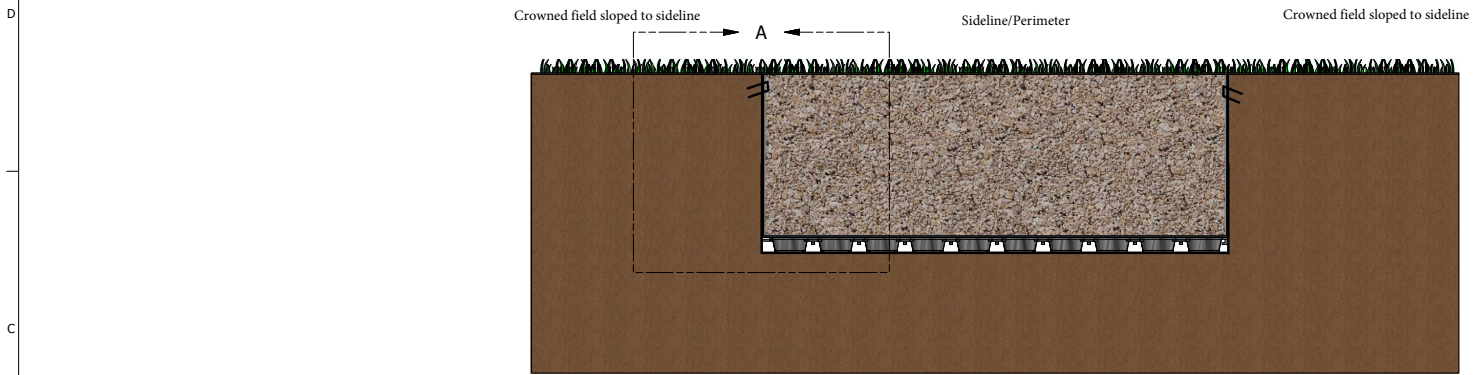 D
Crowned field sloped to sideline
Sideline/Perimeter
Crowned field sloped to sideline
A
C